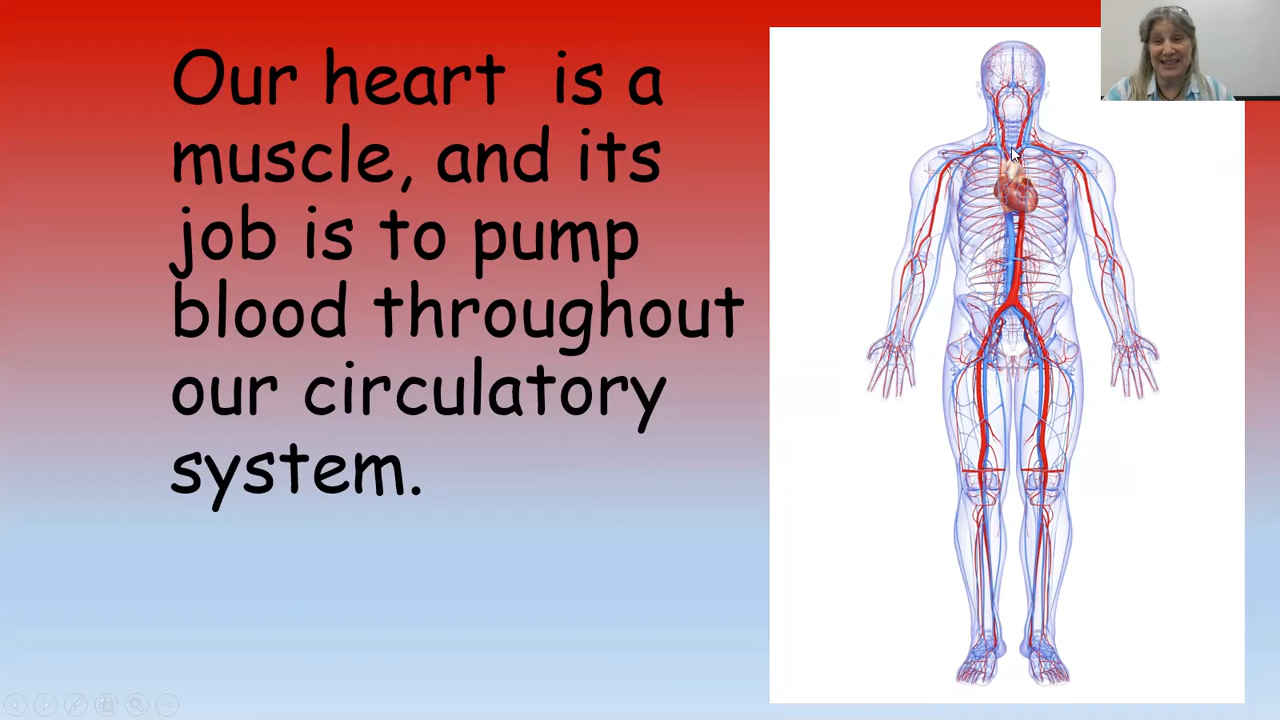 Our heart  is a
muscle, and its
job is to pump
blood throughout
our circulatory
system.